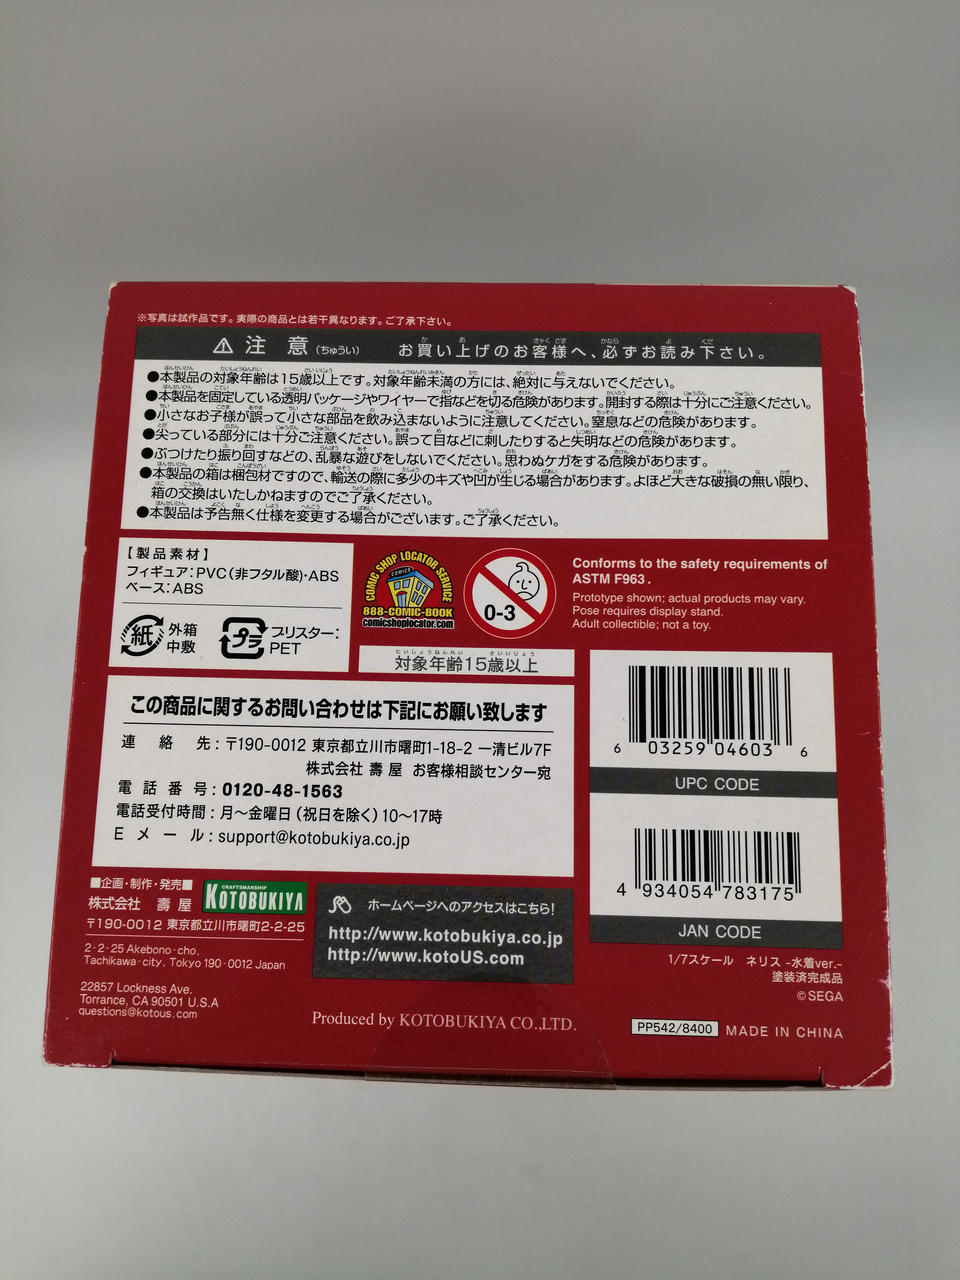 ※写真は試作品です。実際の商品とは若干異なります。ご了承下さい。
注意(ちゅうい) お買い上げのお客様へ、必ずお読み下さい。
●本製品の対象年齢は15歳以上です。対象年齢未満の方には、絶対に与えないでください。
●本製品を固定している透明パッケージやワイヤーで指などを切る危険があります。開封する際は十分にご注意ください。
●小さなお子様が誤って小さな部品を飲み込まないように注意してください。窒息などの危険があります。
●尖っている部分には十分ご注意ください。誤って目などに刺したりすると失明などの危険があります。
●ぶつけたり振り回すなどの、乱暴な遊びをしないでください。思わぬケガをする危険があります。
●本製品の箱は梱包材ですので、輸送の際に多少のキズや凹が生じる場合があります。よほど大きな破損の無い限り、
箱の交換はいたしかねますのでご了承ください。
●本製品は予告無く仕様を変更する場合がございます。ご了承ください。
【製品素材】
フィギュア:PVC(非フタル酸)・ABS
ベース:ABS
紙 外箱
中敷
プラ ブリスター:
PET
COMIC SHOP LOCATOR SERVICE
COMICS
888-COMIC-BOOK
comicshoplocator.com
0-3
Conforms to the safety requirements of
ASTM F963.
Prototype shown; actual products may vary.
Pose requires display stand.
Adult collectible; not a toy.
たいしょうねんれい さいいじょう
対象年齢15歳以上
この商品に関するお問い合わせは下記にお願い致します
連絡先:〒190-0012 東京都立川市曙町1-18-2 一清ビル7F
株式会社 壽屋 お客様相談センター宛
電話番号:0120-48-1563
電話受付時間:月～金曜日(祝日を除く)10～17時
Eメール:support@kotobukiya.co.jp
6 03259 04603 6
UPC CODE
4 934054 783175
JAN CODE
■企画・制作・発売■
株式会社 壽屋
CRAFTSMANSHIP
KOTOBUKIYA
〒190-0012 東京都立川市曙町2-2-25
2-2-25 Akebono-cho,
Tachikawa-city, Tokyo 190-0012 Japan
22857 Lockness Ave.
Torrance, CA 90501 U.S.A
questions@kotous.com
ホームページへのアクセスはこちら!
http://www.kotobukiya.co.jp
http://www.kotoUS.com
Produced by KOTOBUKIYA CO.,LTD.
1/7スケール ネリス -水着ver.-
塗装済完成品
©SEGA
PP542/8400 MADE IN CHINA